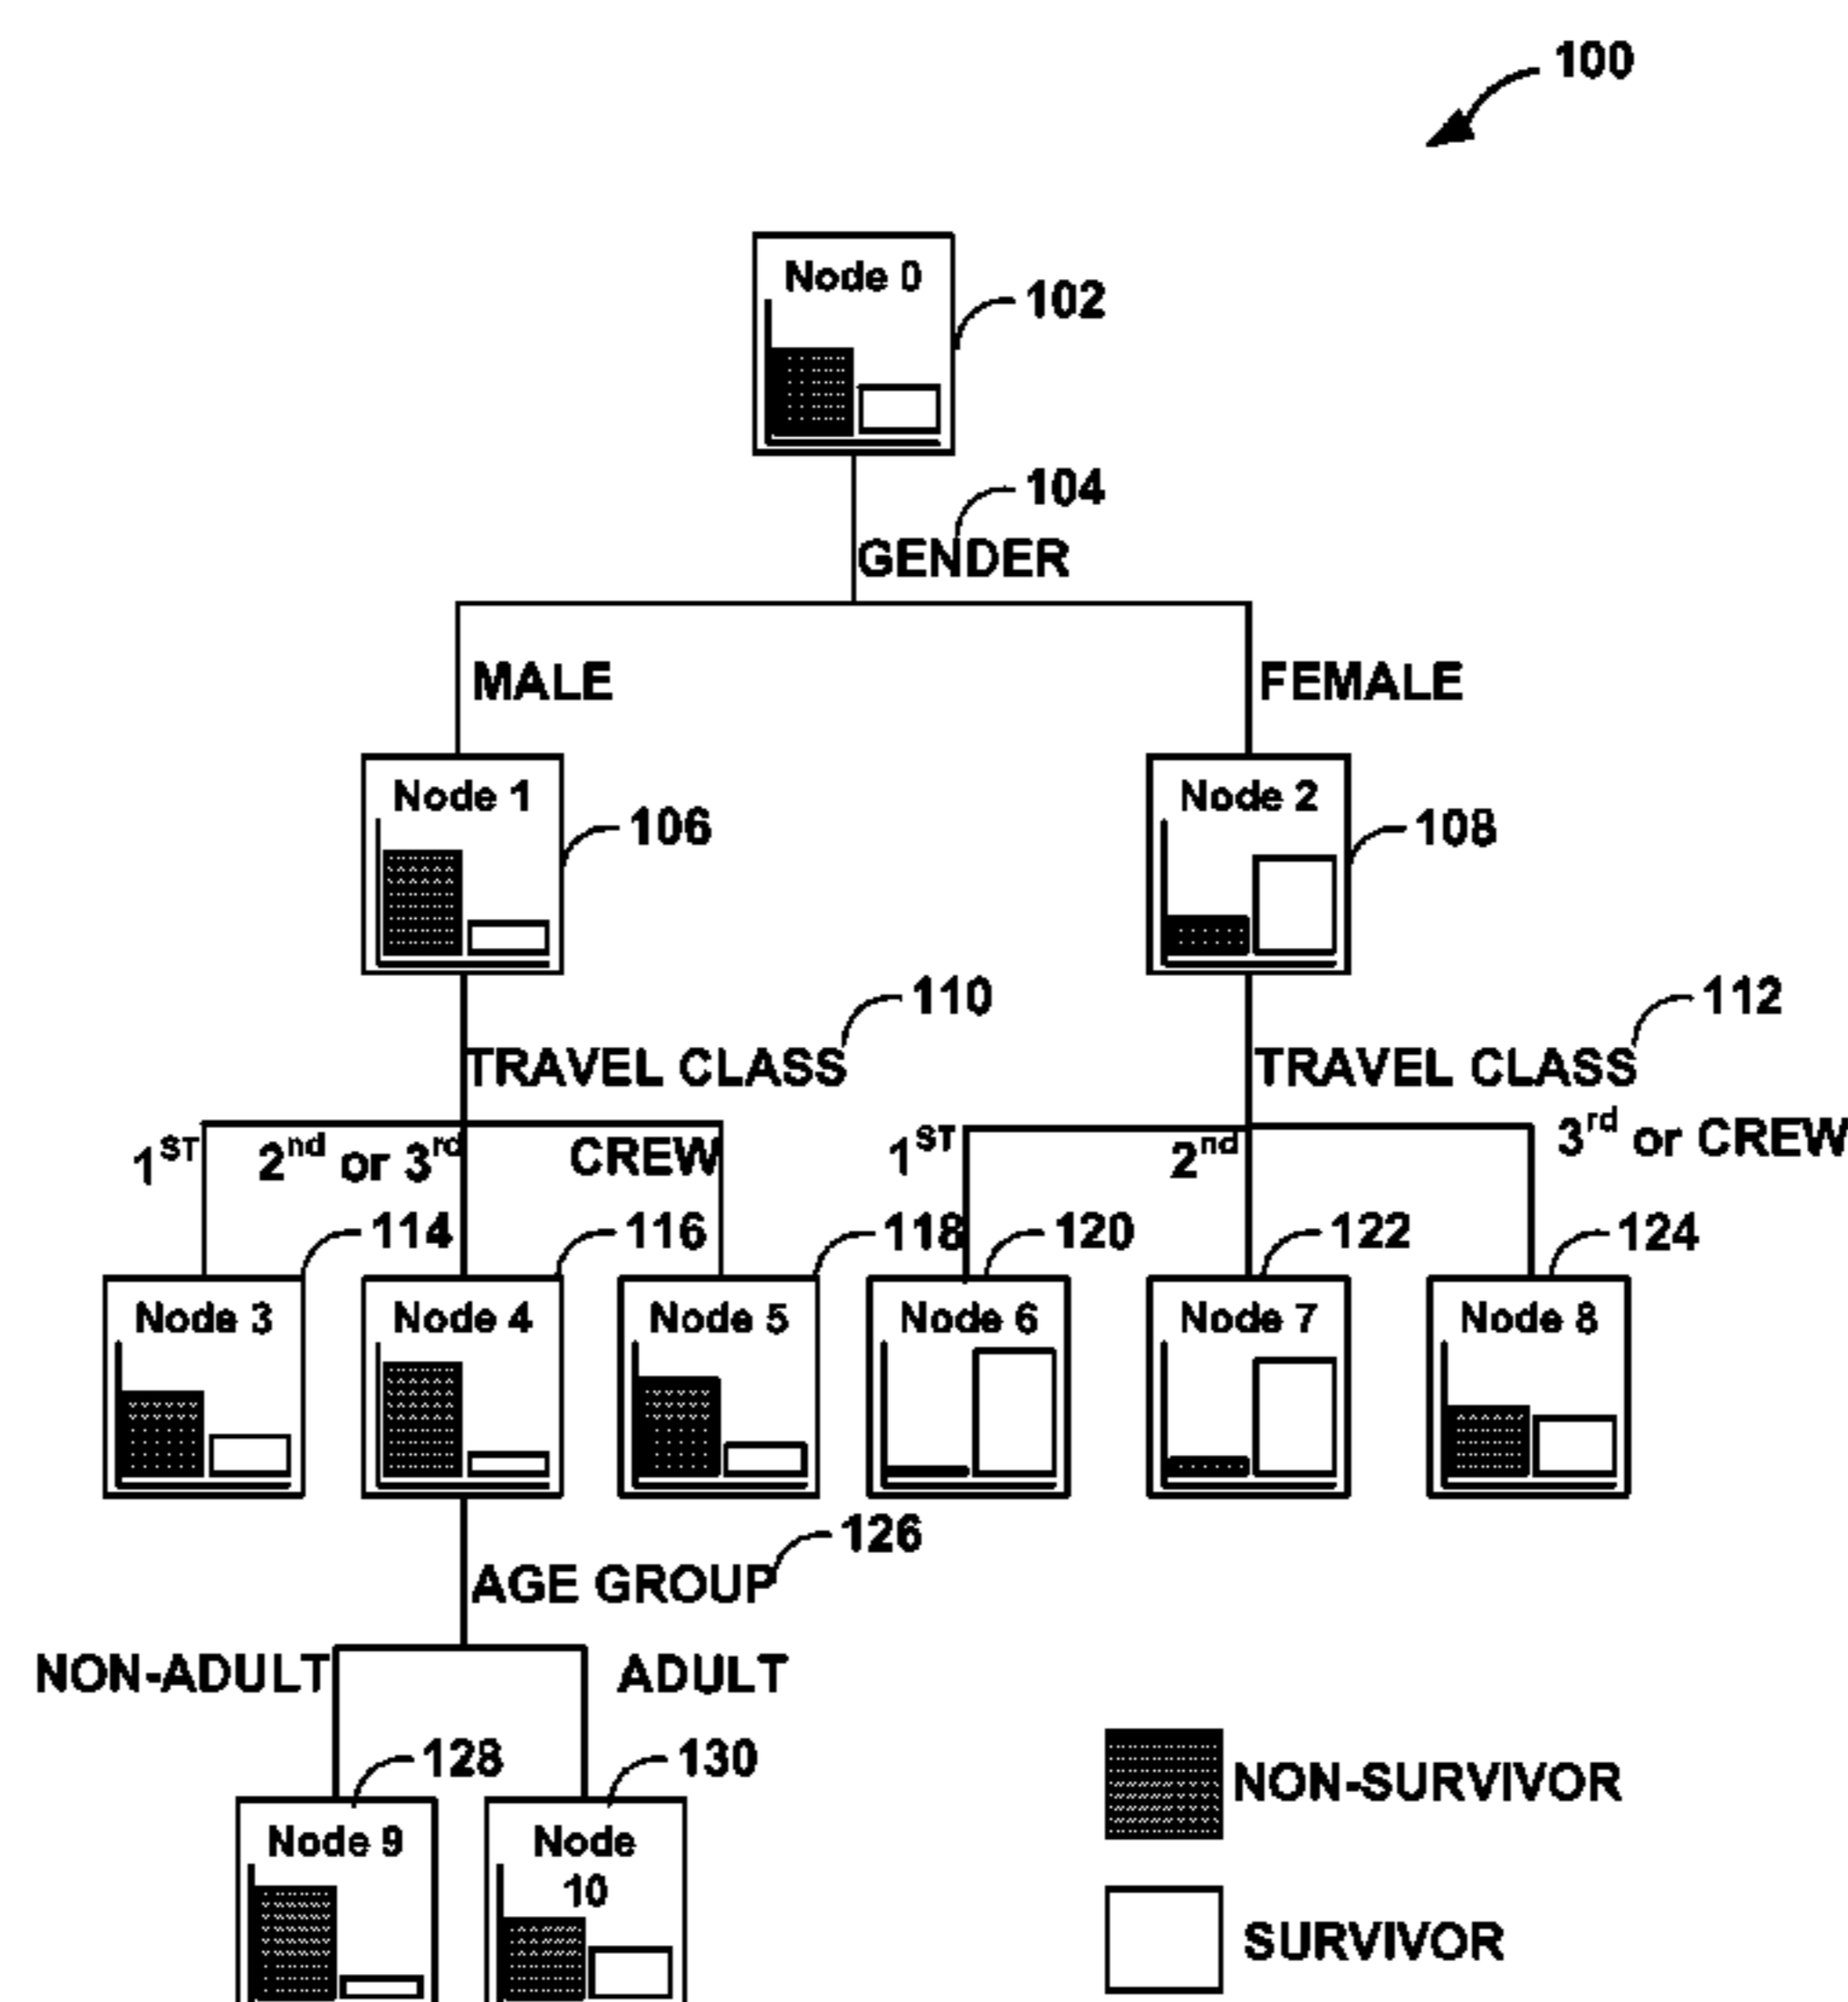 100
Node 0
102
104
GENDER
MALE
FEMALE
Node 1
106
Node 2
108
110
TRAVEL CLASS
112
TRAVEL CLASS
1ST
2nd or 3rd
CREW
1ST
2nd
3rd or CREW
114
116
118
120
122
124
Node 3
Node 4
Node 5
Node 6
Node 7
Node 8
126
AGE GROUP
NON-ADULT
ADULT
128
130
Node 9
Node
10
NON-SURVIVOR
SURVIVOR